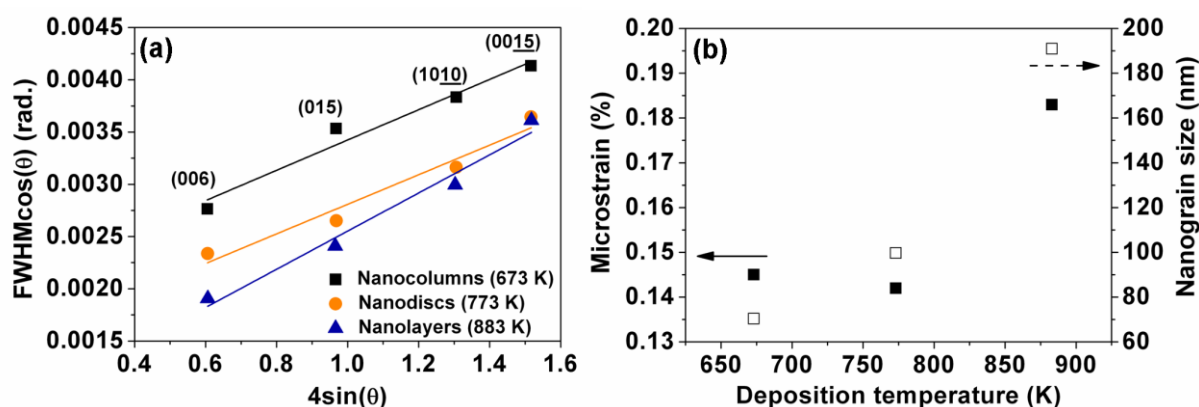 (a)
FWHMcos(θ) (rad.)
0.0045
0.0040
0.0035
0.0030
0.0025
0.0020
0.0015
(006)
(015)
(1010)
(0015)
Nanocolumns (673 K)
Nanodiscs (773 K)
Nanolayers (883 K)
0.4 0.6 0.8 1.0 1.2 1.4 1.6
4sin(θ)
(b)
Microstrain (%)
0.20
0.19
0.18
0.17
0.16
0.15
0.14
0.13
650 700 750 800 850 900
Deposition temperature (K)
200
180
160
140
120
100
80
60
Nanograin size (nm)